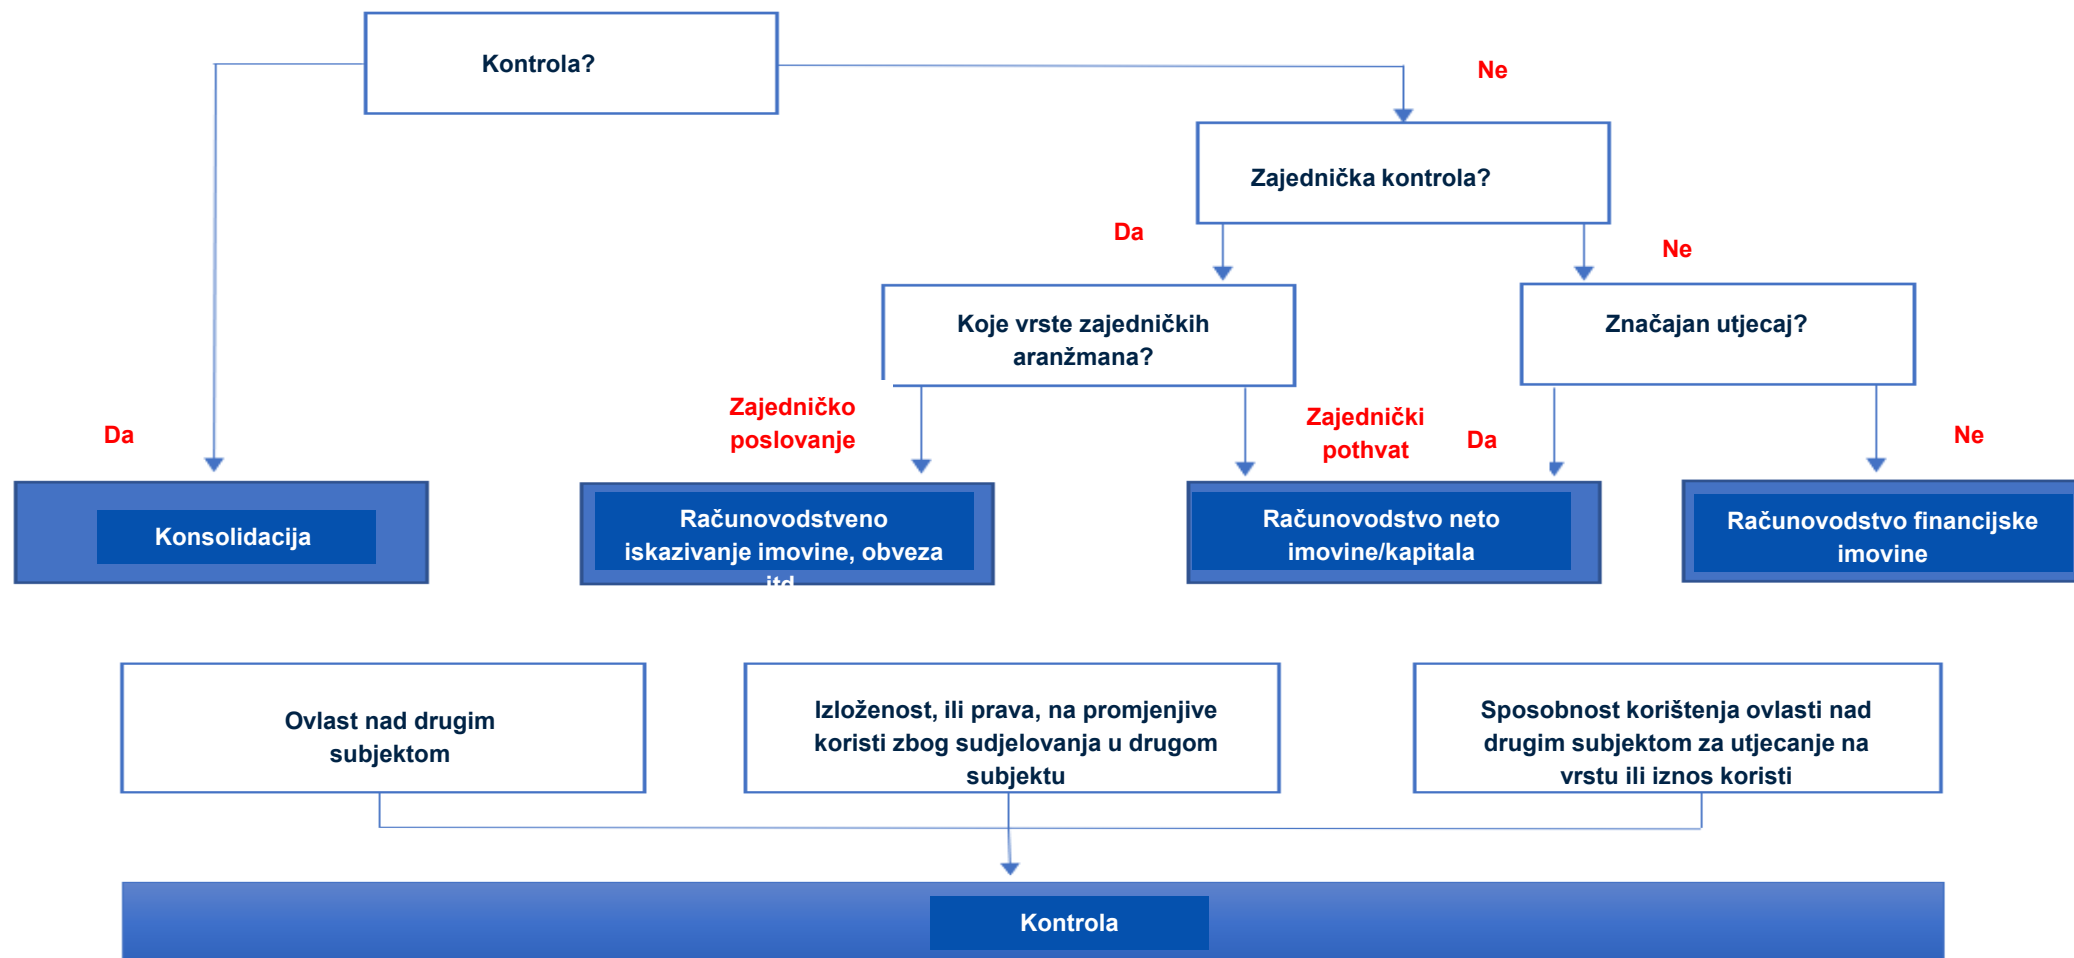 Kontrola?
Ne
Zajednička kontrola?
Da
Ne
Koje vrste zajedničkih
aranžmana?
Značajan utjecaj?
Zajedničko
poslovanje
Zajednički
pothvat
Da
Da
Ne
Konsolidacija
Računovodstveno
iskazivanje imovine, obveza
itd
Računovodstvo neto
imovine/kapitala
Računovodstvo financijske
imovine
Ovlast nad drugim
subjektom
Izloženost, ili prava, na promjenjive
koristi zbog sudjelovanja u drugom
subjektu
Sposobnost korištenja ovlasti nad
drugim subjektom za utjecanje na
vrstu ili iznos koristi
Kontrola